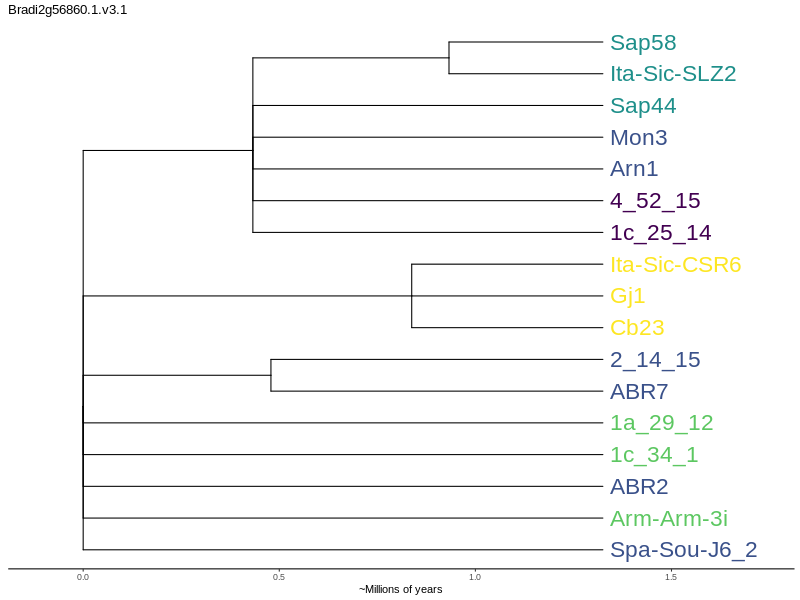 Bradi2g56860.1.v3.1
Sap58
Ita-Sic-SLZ2
Sap44
Mon3
Arn1
4_52_15
1c_25_14
Ita-Sic-CSR6
Gj1
Cb23
2_14_15
ABR7
1a_29_12
1c_34_1
ABR2
Arm-Arm-3i
Spa-Sou-J6_2
0.0 0.5 1.0 1.5
~Millions of years